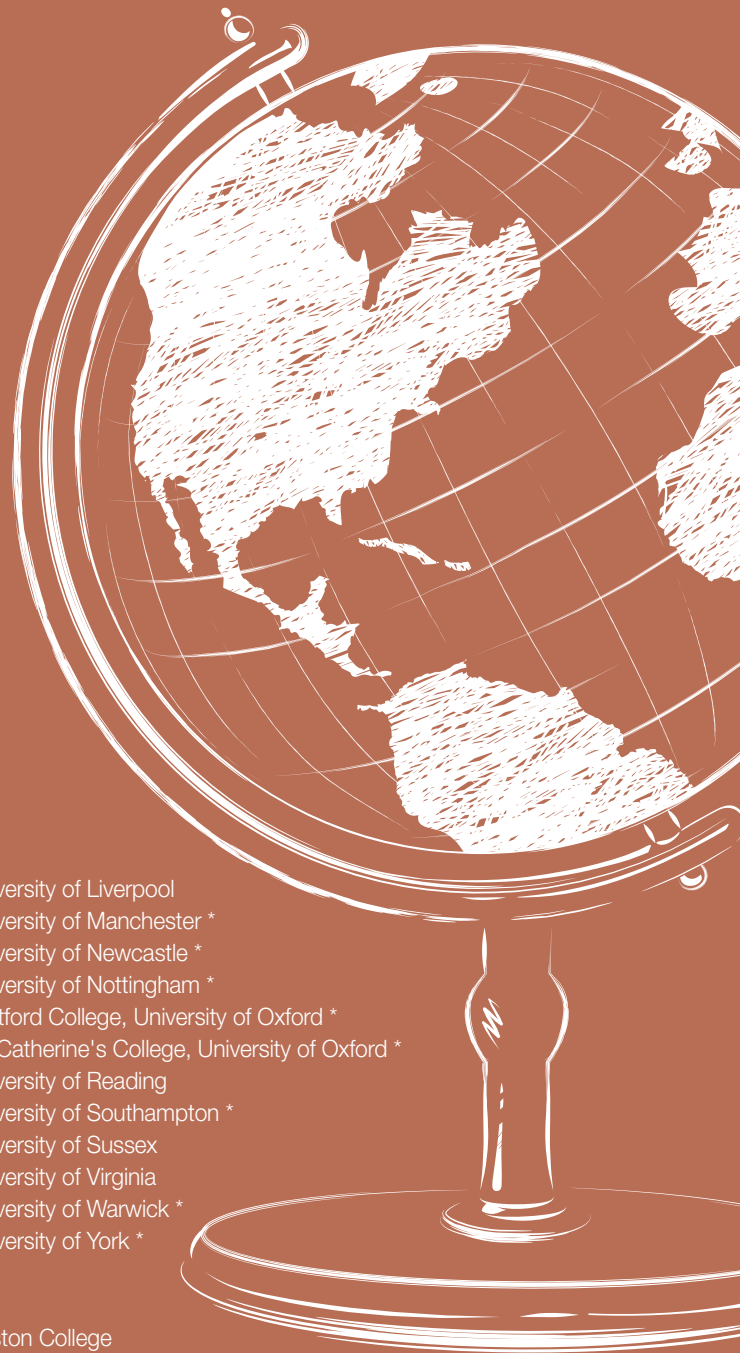 versity of Liverpool
versity of Manchester *
versity of Newcastle *
versity of Nottingham *
tford College, University of Oxford *
Catherine's College, University of Oxford *
versity of Reading
versity of Southampton *
versity of Sussex
versity of Virginia
versity of Warwick *
versity of York *
ston College